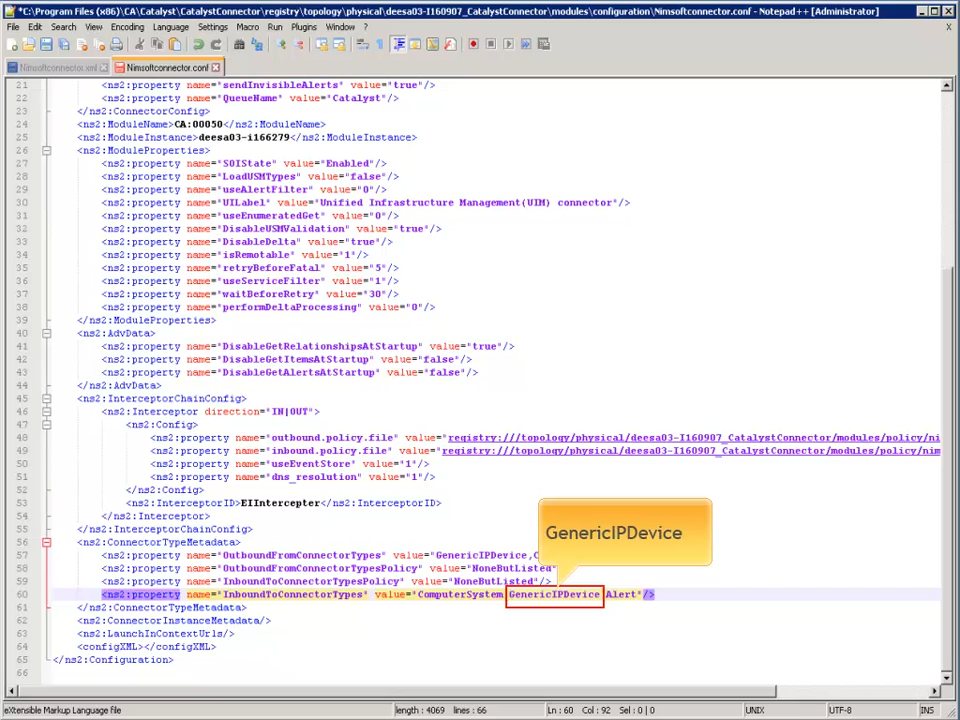 *C:\Program Files (x86)\CA\Catalyst\CatalystConnector\registry\topology\physical\deesa03-I160907_CatalystConnector\modules\configuration\Nimsoftconnector.conf - Notepad++ [Administrator]
File Edit Search View Encoding Language Settings Macro Run Plugins Window ? X
Nimsoftconnector.xml Nimsoftconnector.conf
21 <ns2:property name="sendInvisibleAlerts" value="true"/>
22 <ns2:property name="QueueName" value="Catalyst"/>
23 </ns2:ConnectorConfig>
24 <ns2:ModuleName>CA:00050</ns2:ModuleName>
25 <ns2:ModuleInstance>deesa03-i166279</ns2:ModuleInstance>
26 <ns2:ModuleProperties>
27 <ns2:property name="SOIState" value="Enabled"/>
28 <ns2:property name="LoadUSMTypes" value="false"/>
29 <ns2:property name="useAlertFilter" value="0"/>
30 <ns2:property name="UILabel" value="Unified Infrastructure Management(UIM) connector"/>
31 <ns2:property name="useEnumeratedGet" value="0"/>
32 <ns2:property name="DisableUSMValidation" value="true"/>
33 <ns2:property name="DisableDelta" value="true"/>
34 <ns2:property name="isRemotable" value="1"/>
35 <ns2:property name="retryBeforeFatal" value="5"/>
36 <ns2:property name="useServiceFilter" value="1"/>
37 <ns2:property name="waitBeforeRetry" value="30"/>
38 <ns2:property name="performDeltaProcessing" value="0"/>
39 </ns2:ModuleProperties>
40 <ns2:AdvData>
41 <ns2:property name="DisableGetRelationshipsAtStartup" value="true"/>
42 <ns2:property name="DisableGetItemsAtStartup" value="false"/>
43 <ns2:property name="DisableGetAlertsAtStartup" value="false"/>
44 </ns2:AdvData>
45 <ns2:InterceptorChainConfig>
46 <ns2:Interceptor direction="IN|OUT">
47 <ns2:Config>
48 <ns2:property name="outbound.policy.file" value="registry:///topology/physical/deesa03-I160907_CatalystConnector/modules/policy/ni
49 <ns2:property name="inbound.policy.file" value="registry:///topology/physical/deesa03-I160907_CatalystConnector/modules/policy/nim
50 <ns2:property name="useEventStore" value="1"/>
51 <ns2:property name="dns_resolution" value="1"/>
52 </ns2:Config>
53 <ns2:InterceptorID>EIIntercepter</ns2:InterceptorID>
54 </ns2:Interceptor>
55 </ns2:InterceptorChainConfig>
56 <ns2:ConnectorTypeMetadata>
57 <ns2:property name="OutboundFromConnectorTypes" value="GenericIPDevice,C
58 <ns2:property name="OutboundFromConnectorTypesPolicy" value="NoneButListed"
59 <ns2:property name="InboundToConnectorTypesPolicy" value="NoneButListed"/>
60 <ns2:property name="InboundToConnectorTypes" value="ComputerSystem GenericIPDevice Alert"/>
61 </ns2:ConnectorTypeMetadata>
62 <ns2:ConnectorInstanceMetadata/>
63 <ns2:LaunchInContextUrls/>
64 <configXML></configXML>
65 </ns2:Configuration>
66
GenericIPDevice
eXtensible Markup Language file length : 4069 lines : 66 Ln : 60 Col : 92 Sel : 0 | 0 UNIX UTF-8 INS